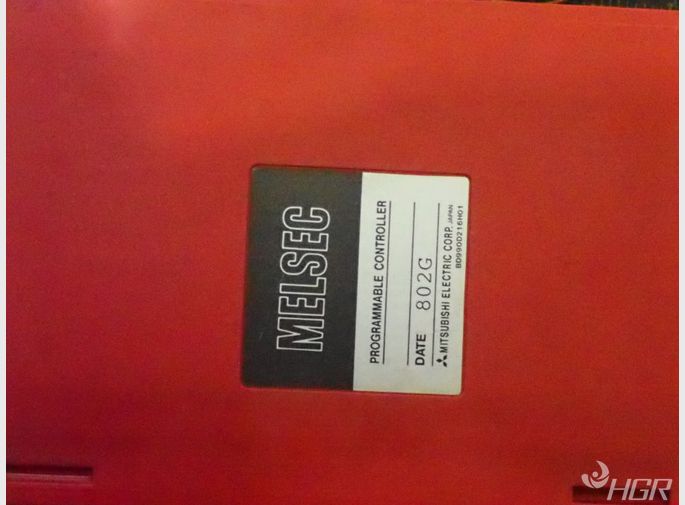 MELSEC
PROGRAMMABLE CONTROLLER
DATE 802G
MITSUBISHI ELECTRIC CORP. JAPAN
BD990D216H01
HGR